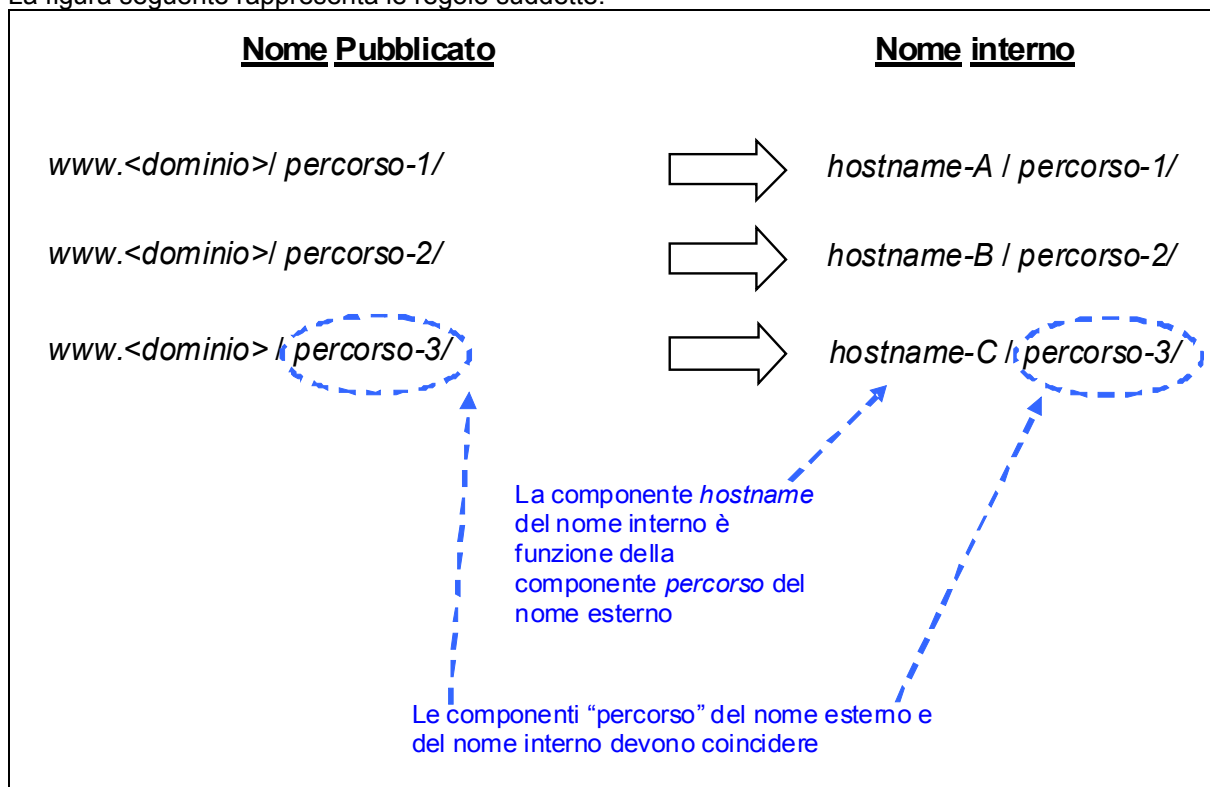 La figura seguente rappresenta le regole suddette:
Nome Pubblicato Nome interno
www.<dominio>/ percorso-1/ hostname-A / percorso-1/
www.<dominio>/ percorso-2/ hostname-B / percorso-2/
www.<dominio> / percorso-3/ hostname-C / percorso-3/
La componente hostname
del nome interno è
funzione della
componente percorso del
nome esterno
Le componenti “percorso” del nome esterno e
del nome interno devono coincidere